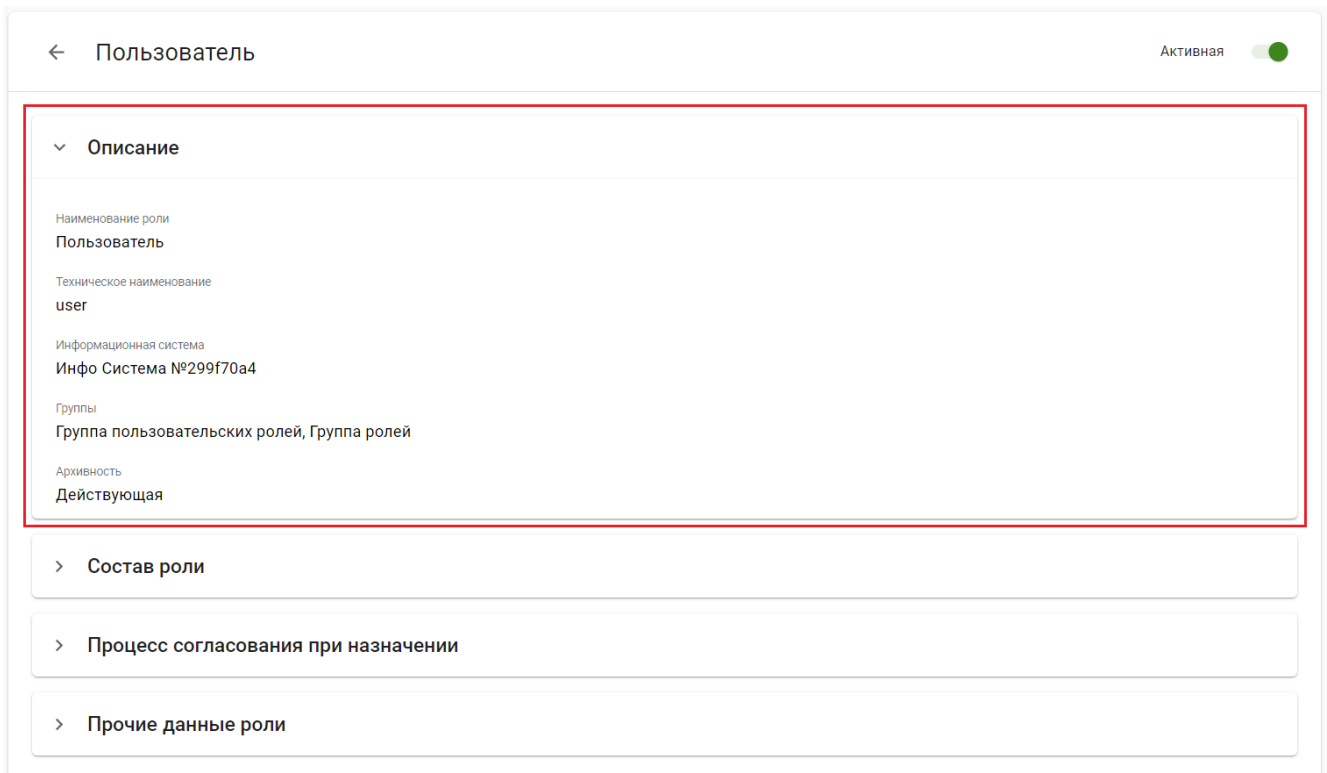 Пользователь
Активная
Описание
Наименование роли
Пользователь
Техническое наименование
user
Информационная система
Инфо Система №299f70a4
Группы
Группа пользовательских ролей, Группа ролей
Архивность
Действующая
Состав роли
Процесс согласования при назначении
Прочие данные роли